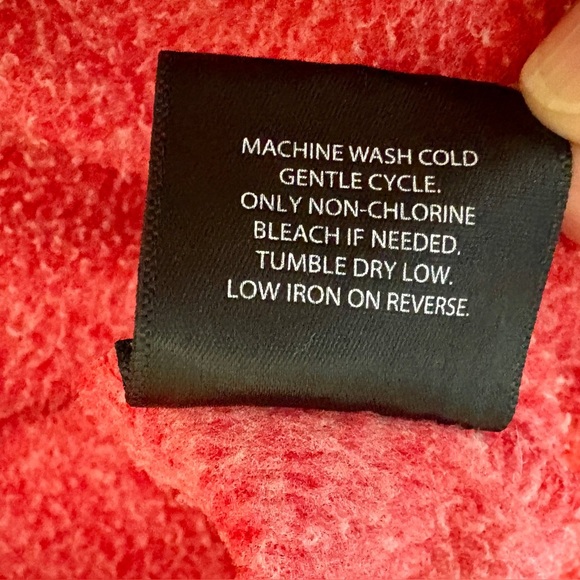 MACHINE WASH COLD
GENTLE CYCLE.
ONLY NON-CHLORINE
BLEACH IF NEEDED.
TUMBLE DRY LOW.
LOW IRON ON REVERSE.